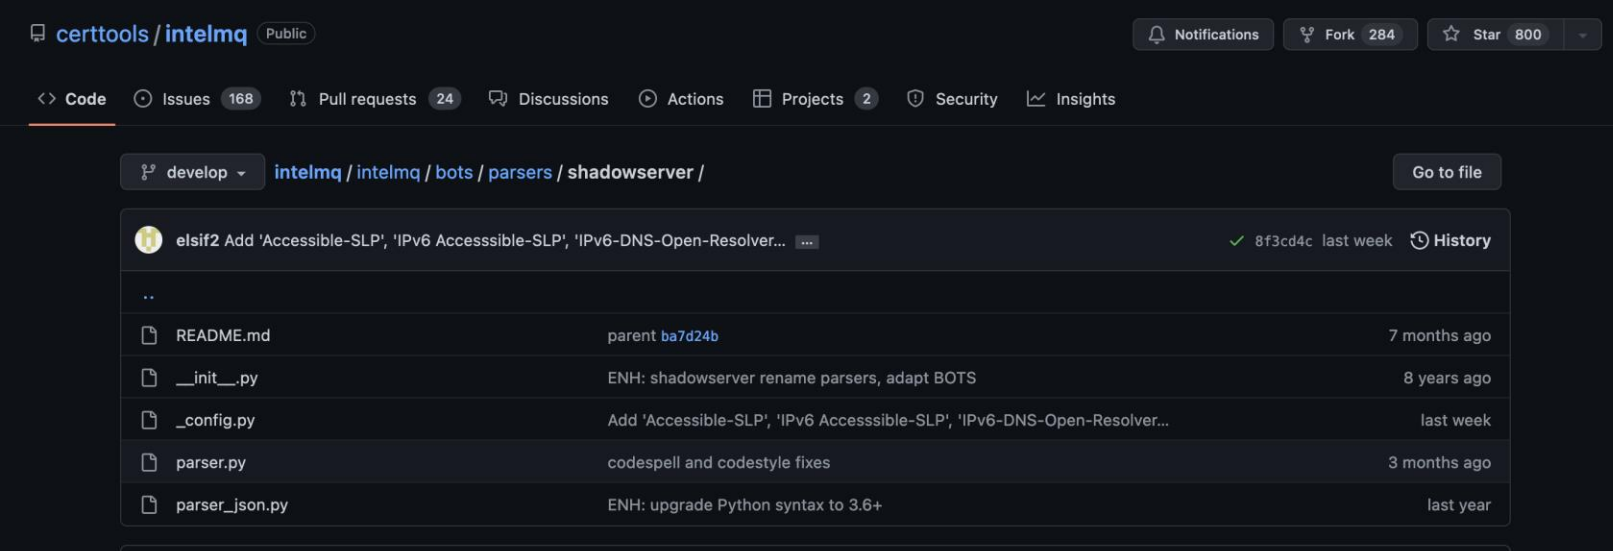 certtools / intelmq Public Notifications Fork 284 Star 800
Code Issues 168 Pull requests 24 Discussions Actions Projects 2 Security Insights
develop intelmq / intelmq / bots / parsers / shadowserver / Go to file
elsif2 Add 'Accessible-SLP', 'IPv6 Accesssible-SLP', 'IPv6-DNS-Open-Resolver... ... 8f3cd4c last week History
..
README.md parent ba7d24b 7 months ago
__init__.py ENH: shadowserver rename parsers, adapt BOTS 8 years ago
_config.py Add 'Accessible-SLP', 'IPv6 Accesssible-SLP', 'IPv6-DNS-Open-Resolver... last week
parser.py codespell and codestyle fixes 3 months ago
parser_json.py ENH: upgrade Python syntax to 3.6+ last year